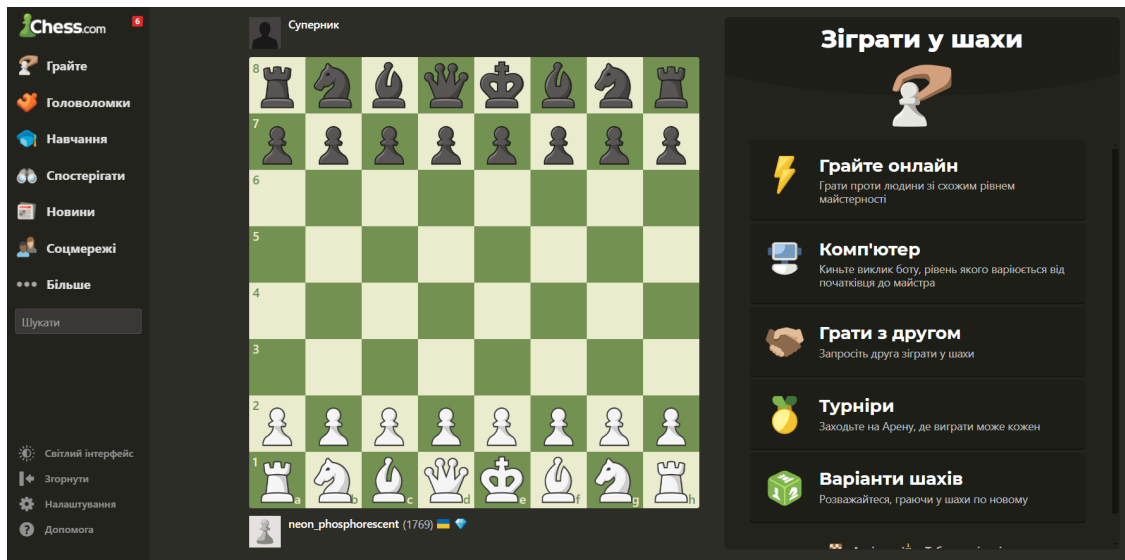 Chess.com
6
Грайте
Головоломки
Навчання
Спостерігати
Новини
Соцмережі
Більше
Шукати
Світлий інтерфейс
Згорнути
Налаштування
Допомога
Суперник
8
7
6
5
4
3
2
1
a
b
c
d
e
f
g
h
neon_phosphorescent (1769)
Зіграти у шахи
Грайте онлайн
Грати проти людини зі схожим рівнем
майстерності
Комп'ютер
Киньте виклик боту, рівень якого варіюється від
початківця до майстра
Грати з другом
Запросіть друга зіграти у шахи
Турніри
Заходьте на Арену, де виграти може кожен
Варіанти шахів
Розважайтеся, граючи у шахи по новому